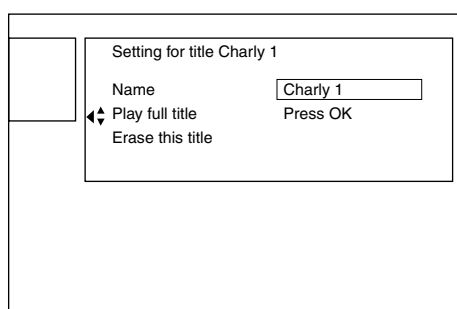 Setting for title Charly 1
Name Charly 1
Play full title Press OK
Erase this title